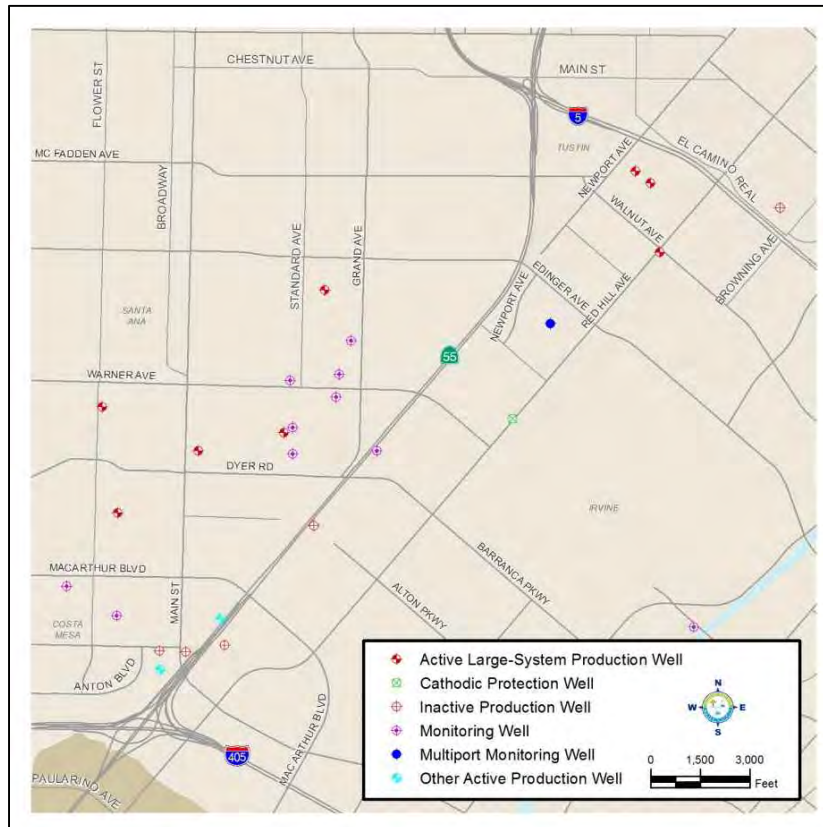 CHESTNUT AVE
MAIN ST
FLOWER ST
5
TUSTIN
EL CAMINO REAL
MC FADDEN AVE
NEWPORT AVE
BROADWAY
WALNUT AVE
STANDARD AVE
GRAND AVE
BROWNING AVE
EDINGER AVE
RED HILL AVE
NEWPORT AVE
SANTA
ANA
55
WARNER AVE
DYER RD
IRVINE
BARRANCA PKWY
MACARTHUR BLVD
ALTON PKWY
MAIN ST
COSTA
MESA
ANTON BLVD
MACARTHUR BLVD
405
PAULARINO AVE
Active Large-System Production Well
Cathodic Protection Well
Inactive Production Well
Monitoring Well
Multiport Monitoring Well
Other Active Production Well
N
W E
S
0 1,500 3,000
Feet